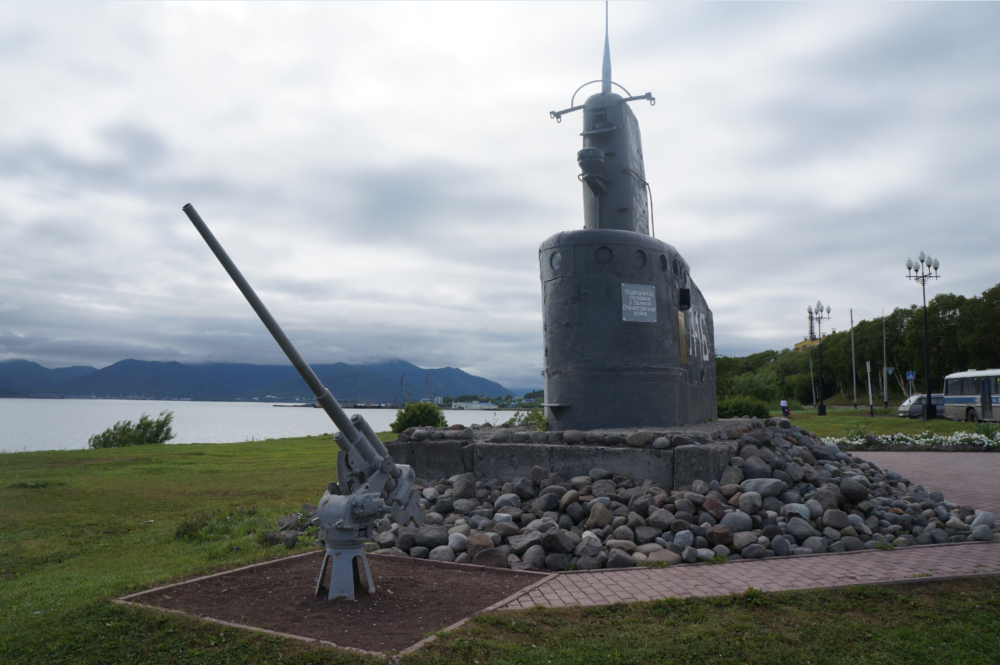 Подводникам
погибшим
в Великой
Отечественной
войне